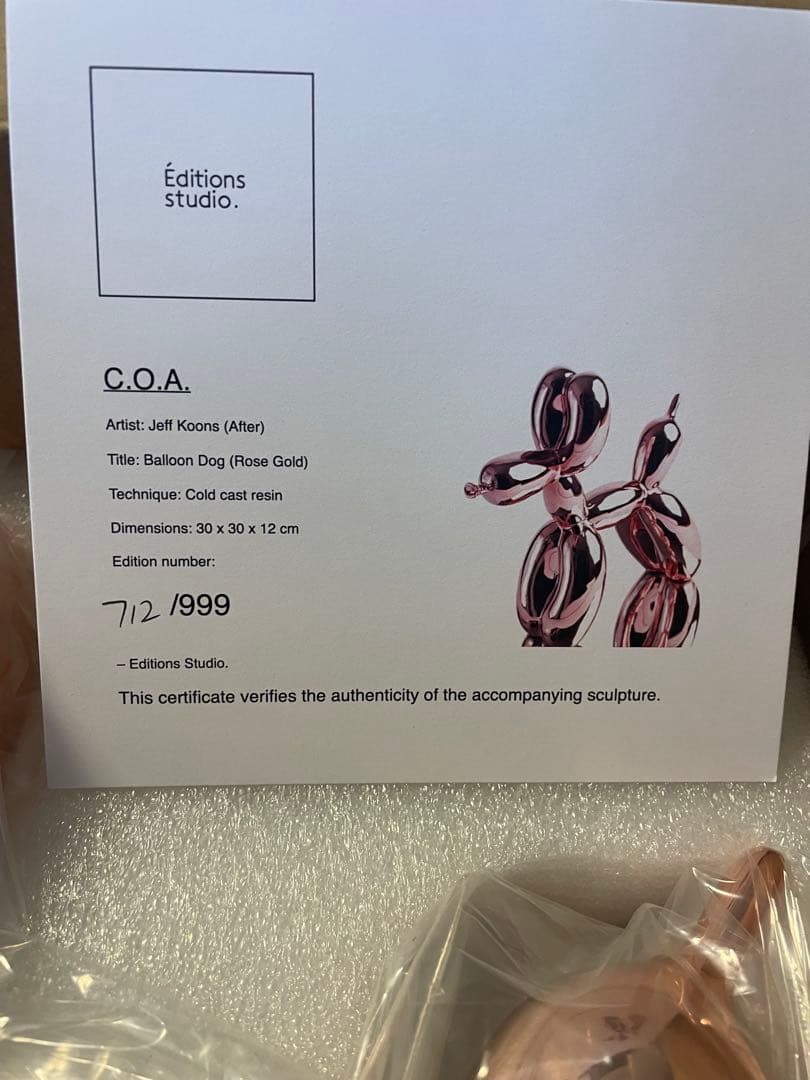 Éditions
studio.
C.O.A.
Artist: Jeff Koons (After)
Title: Balloon Dog (Rose Gold)
Technique: Cold cast resin
Dimensions: 30 x 30 x 12 cm
Edition number:
712 /999
– Editions Studio.
This certificate verifies the authenticity of the accompanying sculpture.